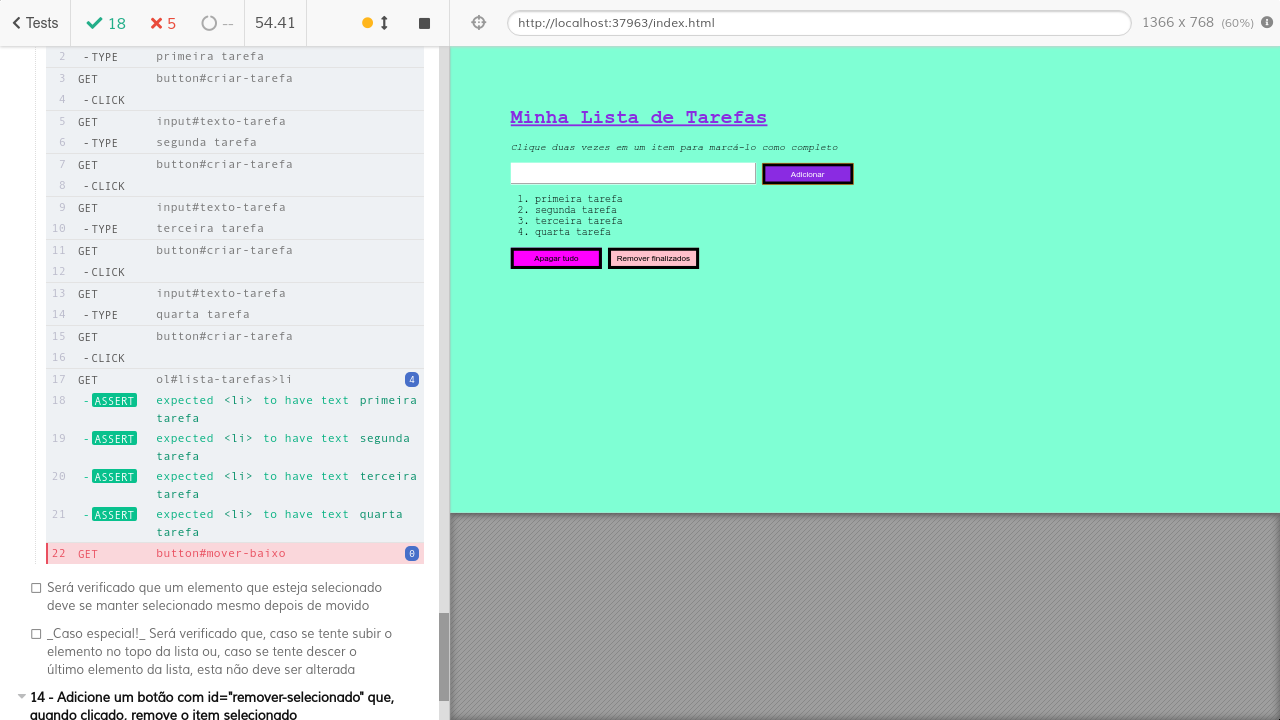 Tests 18 5 -- 54.41
http://localhost:37963/index.html 1366 x 768 (60%)
2 -TYPE primeira tarefa
3 GET button#criar-tarefa
4 -CLICK
5 GET input#texto-tarefa
6 -TYPE segunda tarefa
7 GET button#criar-tarefa
8 -CLICK
9 GET input#texto-tarefa
10 -TYPE terceira tarefa
11 GET button#criar-tarefa
12 -CLICK
13 GET input#texto-tarefa
14 -TYPE quarta tarefa
15 GET button#criar-tarefa
16 -CLICK
17 GET ol#lista-tarefas>li 4
18 -ASSERT expected <li> to have text primeira
tarefa
19 -ASSERT expected <li> to have text segunda
tarefa
20 -ASSERT expected <li> to have text terceira
tarefa
21 -ASSERT expected <li> to have text quarta
tarefa
22 GET button#mover-baixo 0
Será verificado que um elemento que esteja selecionado
deve se manter selecionado mesmo depois de movido
_Caso especial!_ Será verificado que, caso se tente subir o
elemento no topo da lista ou, caso se tente descer o
último elemento da lista, esta não deve ser alterada
14 - Adicione um botão com id="remover-selecionado" que,
quando clicado, remove o item selecionado
Minha Lista de Tarefas
Clique duas vezes em um item para marcá-lo como completo
Adicionar
1. primeira tarefa
2. segunda tarefa
3. terceira tarefa
4. quarta tarefa
Apagar tudo Remover finalizados